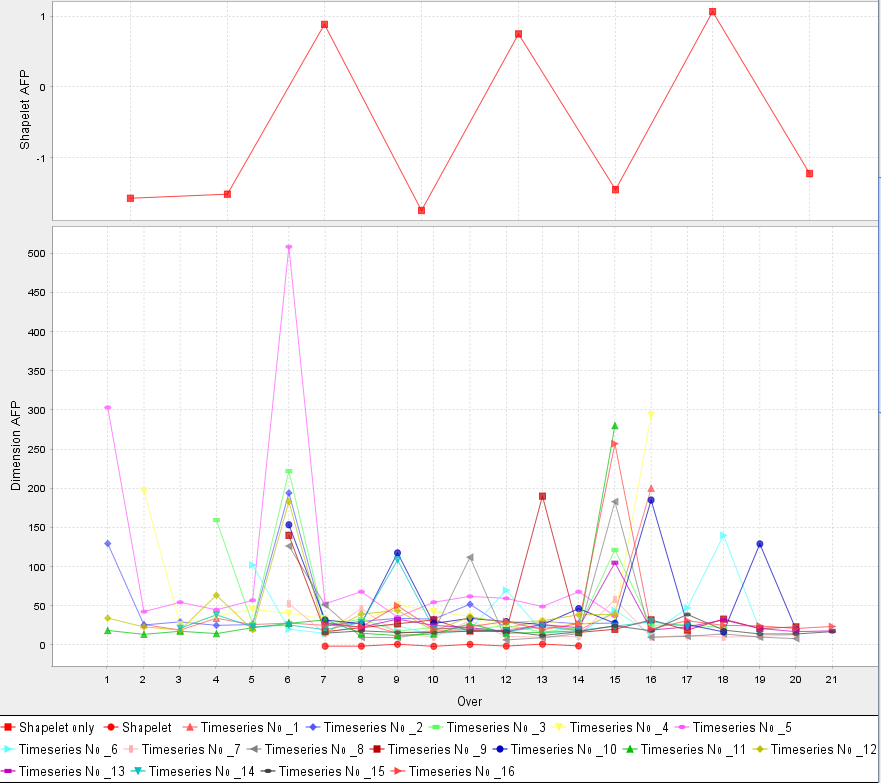 1
0
-1
Shapelet AFP
500
450
400
350
300
250
200
150
100
50
0
Dimension AFP
1 2 3 4 5 6 7 8 9 10 11 12 13 14 15 16 17 18 19 20 21
Over
Shapelet only Shapelet Timeseries No _1 Timeseries No _2 Timeseries No _3 Timeseries No _4 Timeseries No _5
Timeseries No _6 Timeseries No _7 Timeseries No _8 Timeseries No _9 Timeseries No _10 Timeseries No _11 Timeseries No _12
Timeseries No _13 Timeseries No _14 Timeseries No _15 Timeseries No _16